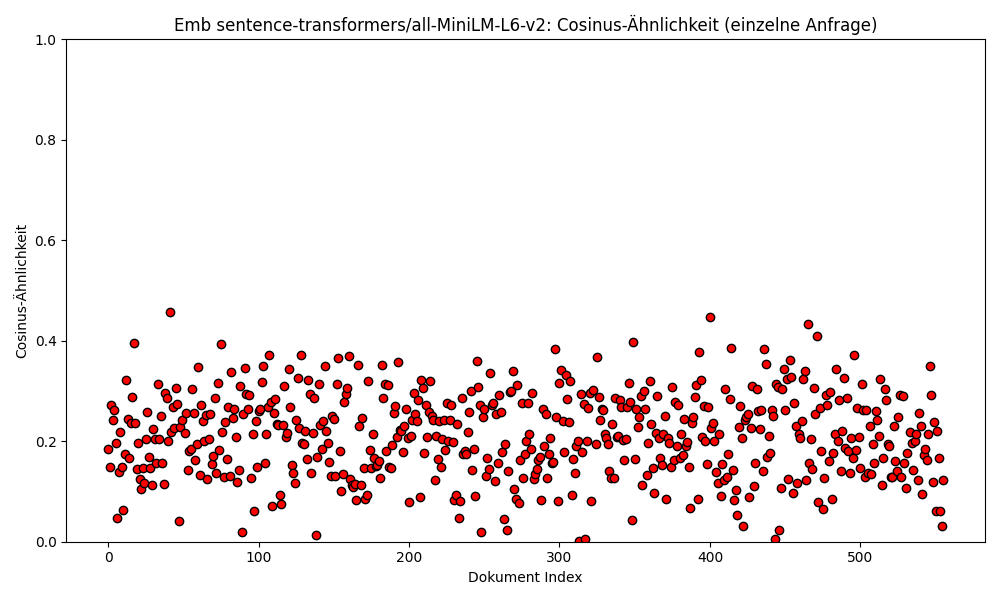 Emb sentence-transformers/all-MiniLM-L6-v2: Cosinus-Ähnlichkeit (einzelne Anfrage)
1.0
0.8
0.6
0.4
0.2
0.0
Cosinus-Ähnlichkeit
0 100 200 300 400 500
Dokument Index